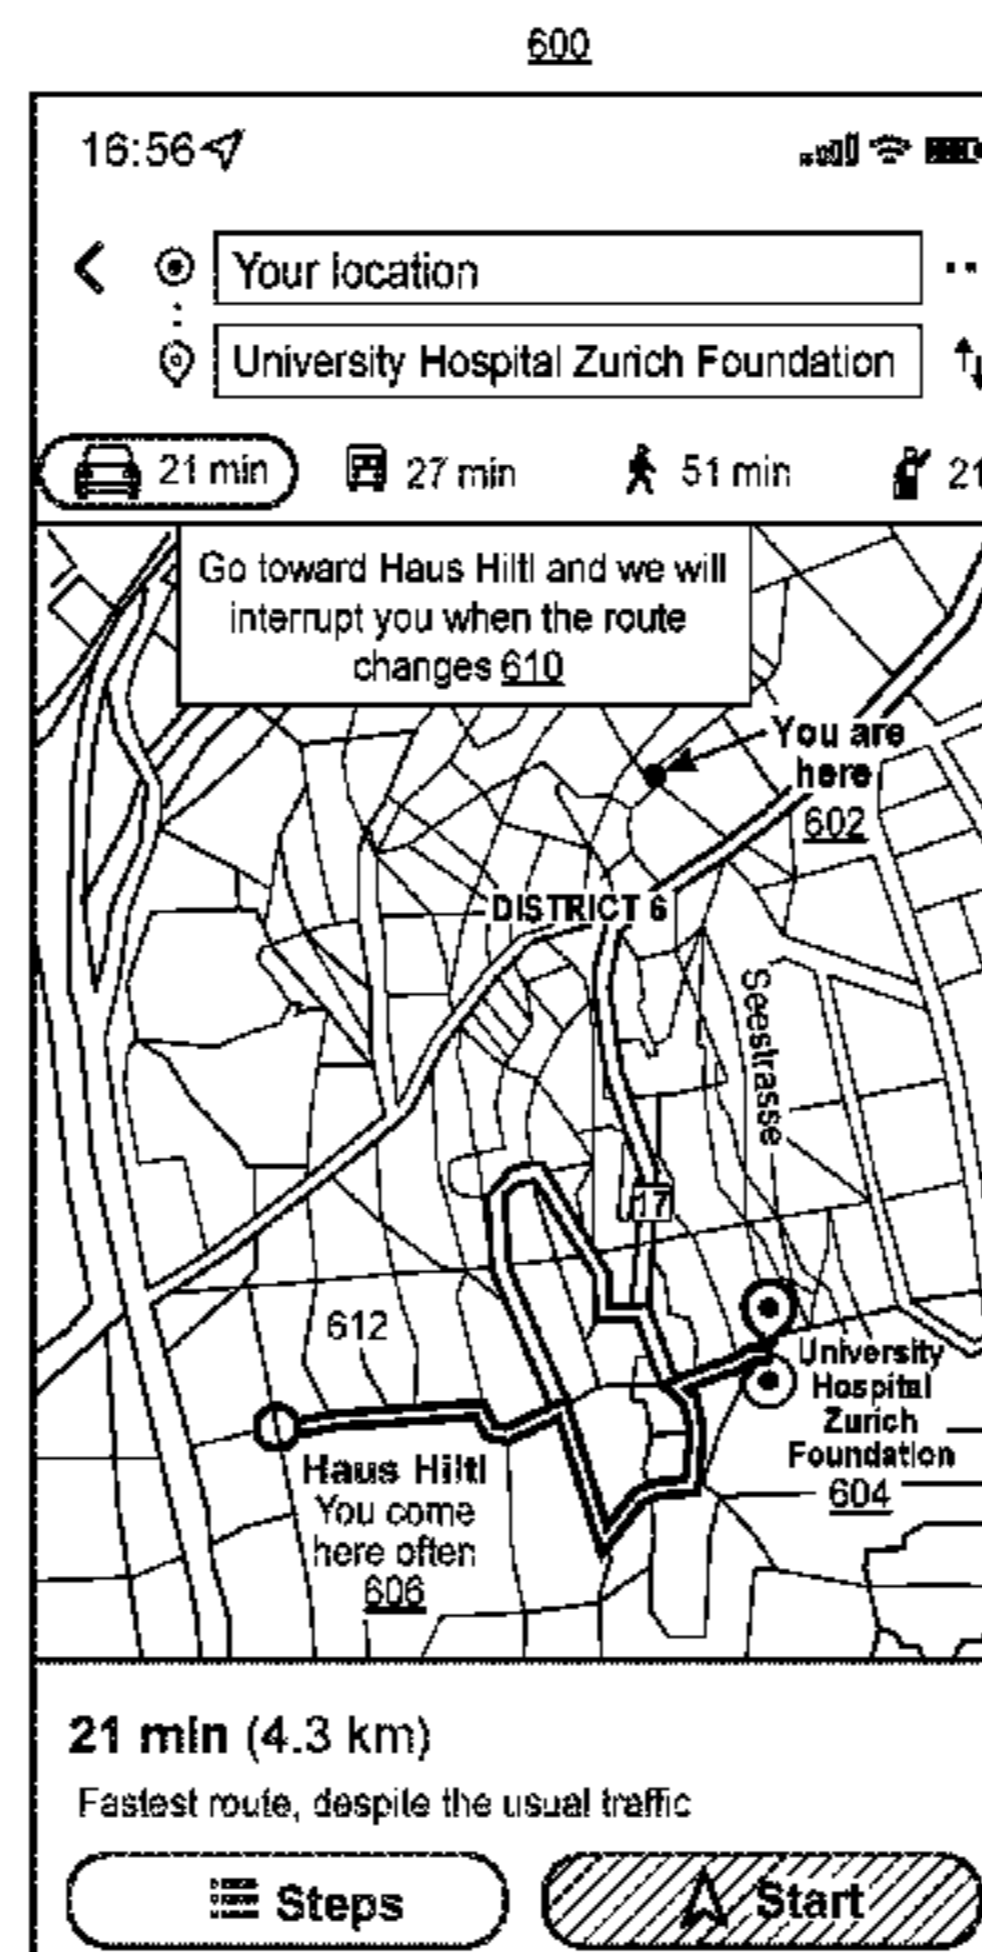 600
16:56
Your location
University Hospital Zurich Foundation
21 min
27 min
51 min
21
Go toward Haus Hiltl and we will
interrupt you when the route
changes 610
You are
here
602
DISTRICT 6
Seestrasse
17
612
University
Hospital
Zurich
Foundation
604
Haus Hiltl
You come
here often
606
21 min (4.3 km)
Fastest route, despite the usual traffic
Steps
Start